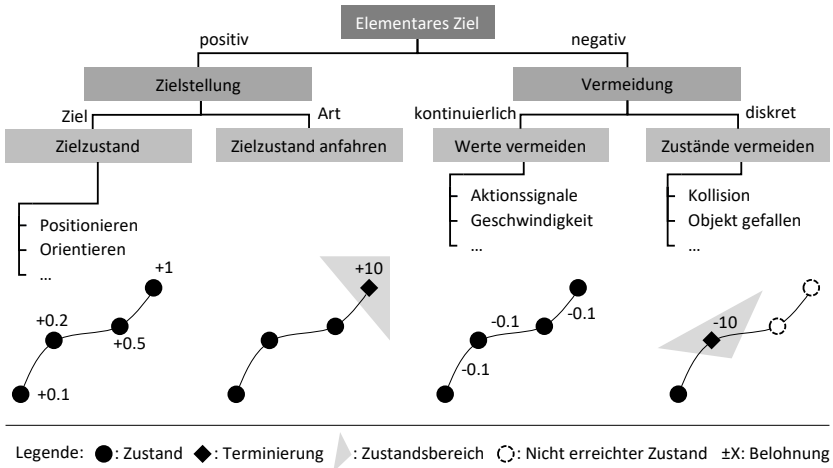 Elementares Ziel
positiv
negativ
Zielstellung
Vermeidung
Ziel
Art
kontinuierlich
diskret
Zielzustand
Zielzustand anfahren
Werte vermeiden
Zustände vermeiden
Positionieren
Orientieren
...
Aktionssignale
Geschwindigkeit
...
Kollision
Objekt gefallen
...
+0.1
+0.2
+0.5
+1
+10
-0.1
-0.1
-0.1
-10
Legende: : Zustand : Terminierung : Zustandsbereich : Nicht erreichter Zustand ±X: Belohnung